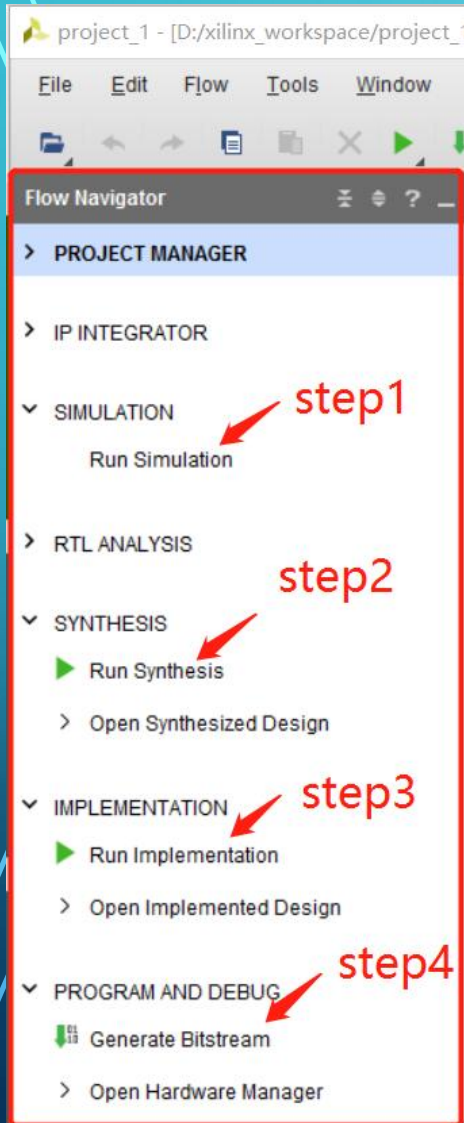 project_1 - [D:/xilinx_workspace/project_1
File Edit Flow Tools Window
Flow Navigator ?
PROJECT MANAGER
IP INTEGRATOR
step1
SIMULATION
Run Simulation
RTL ANALYSIS
step2
SYNTHESIS
Run Synthesis
Open Synthesized Design
step3
IMPLEMENTATION
Run Implementation
Open Implemented Design
step4
PROGRAM AND DEBUG
Generate Bitstream
Open Hardware Manager